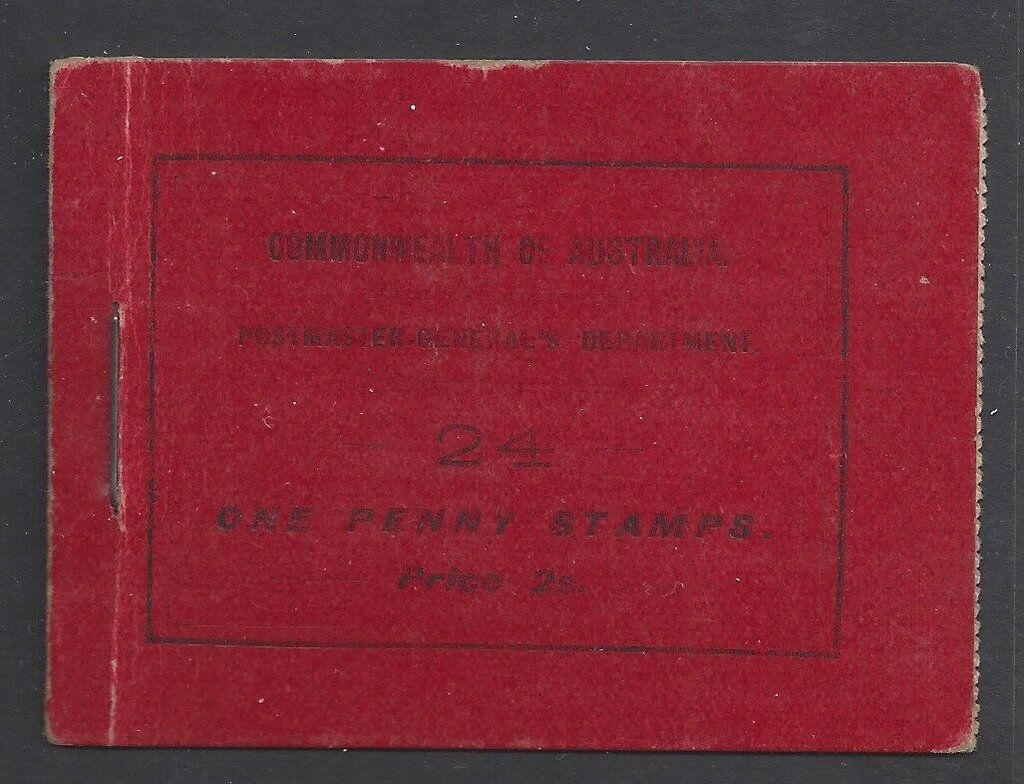 COMMONWEALTH OF AUSTRALIA.
POSTMASTER-GENERAL'S DEPARTMENT.
24
ONE PENNY STAMPS.
Price 2s.